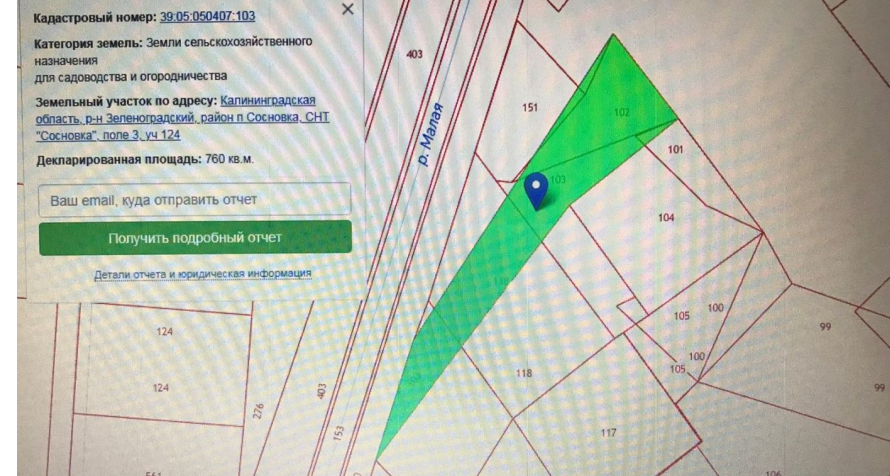 Кадастровый номер: 39:05:050407:103
Категория земель: Земли сельскохозяйственного
назначения
для садоводства и огородничества
Земельный участок по адресу: Калининградская
область, р-н Зеленоградский, район п Сосновка, СНТ
"Сосновка", поле 3, уч 124
Декларированная площадь: 760 кв.м.
Ваш email, куда отправить отчет
Получить подробный отчет
Детали отчета и юридическая информация
403
р. Малая
151
102
101
103
104
105
100
99
100
105
99
124
118
124
403
276
153
117
106